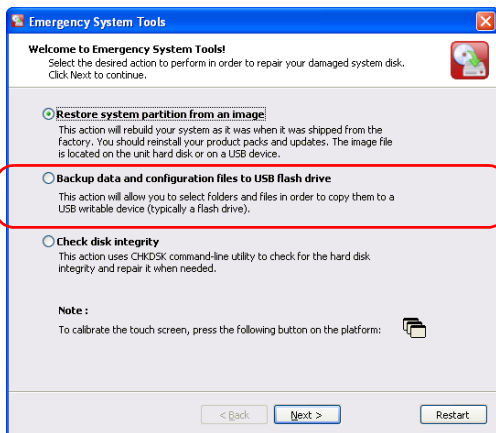 Emergency System Tools
Welcome to Emergency System Tools!
Select the desired action to perform in order to repair your damaged system disk.
Click Next to continue.
Restore system partition from an image
This action will rebuild your system as it was when it was shipped from the
factory. You should reinstall your product packs and updates. The image file
is located on the unit hard disk or on a USB device.
Backup data and configuration files to USB flash drive
This action will allow you to select folders and files in order to copy them to a
USB writable device (typically a flash drive).
Check disk integrity
This action uses CHKDSK command-line utility to check for the hard disk
integrity and repair it when needed.
Note :
To calibrate the touch screen, press the following button on the platform:
< Back
Next >
Restart